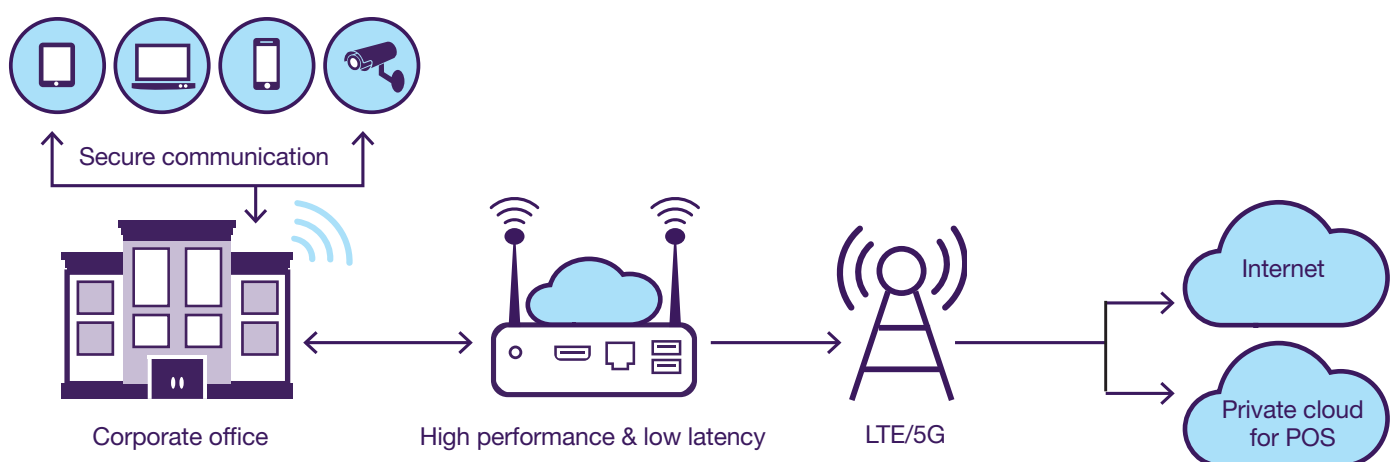 Secure communication
Internet
Private cloud
for POS
Corporate office
High performance & low latency
LTE/5G